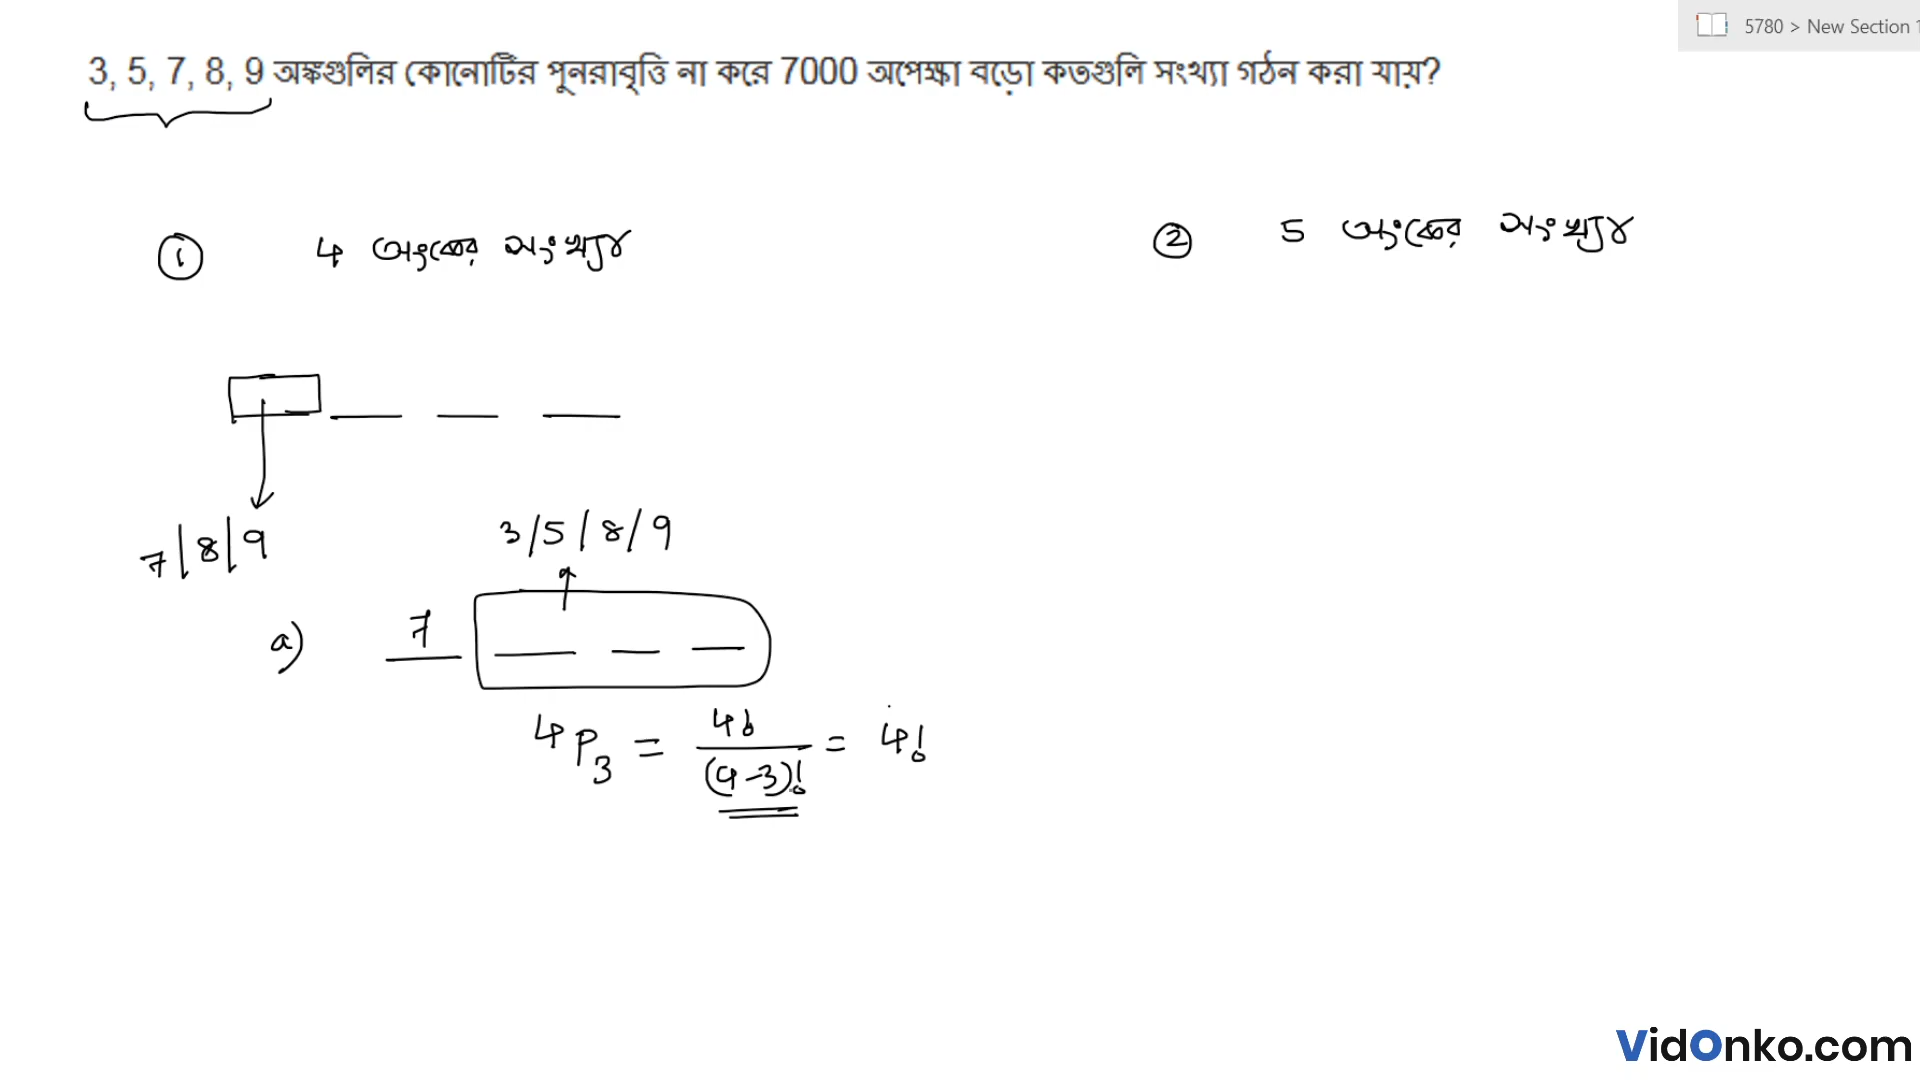 5780 > New Section 1
3, 5, 7, 8, 9 অঙ্কগুলির কোনোটির পুনরাবৃত্তি না করে 7000 অপেক্ষা বড়ো কতগুলি সংখ্যা গঠন করা যায়?
① 4 অংকের সংখ্যার
② 5 অংকের সংখ্যার
7|8|9
3/5/8/9
a) 7
4P3 = 4!/(4-3)! = 4!
VidOnko.com